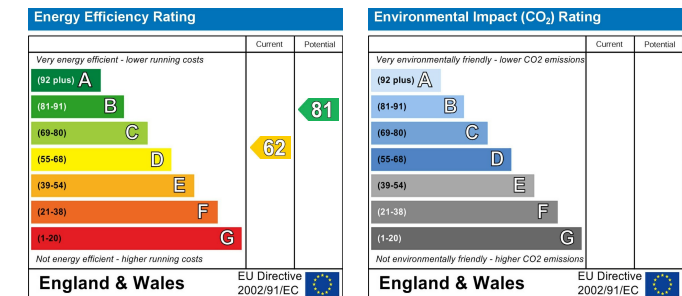 Energy Efficiency Rating
Current Potential
Very energy efficient - lower running costs
(92 plus) A
(81-91) B
(69-80) C
(55-68) D
(39-54) E
(21-38) F
(1-20) G
62
81
Not energy efficient - higher running costs
England & Wales
EU Directive
2002/91/EC
Environmental Impact (CO₂) Rating
Current Potential
Very environmentally friendly - lower CO2 emissions
(92 plus) A
(81-91) B
(69-80) C
(55-68) D
(39-54) E
(21-38) F
(1-20) G
Not environmentally friendly - higher CO2 emissions
England & Wales
EU Directive
2002/91/EC